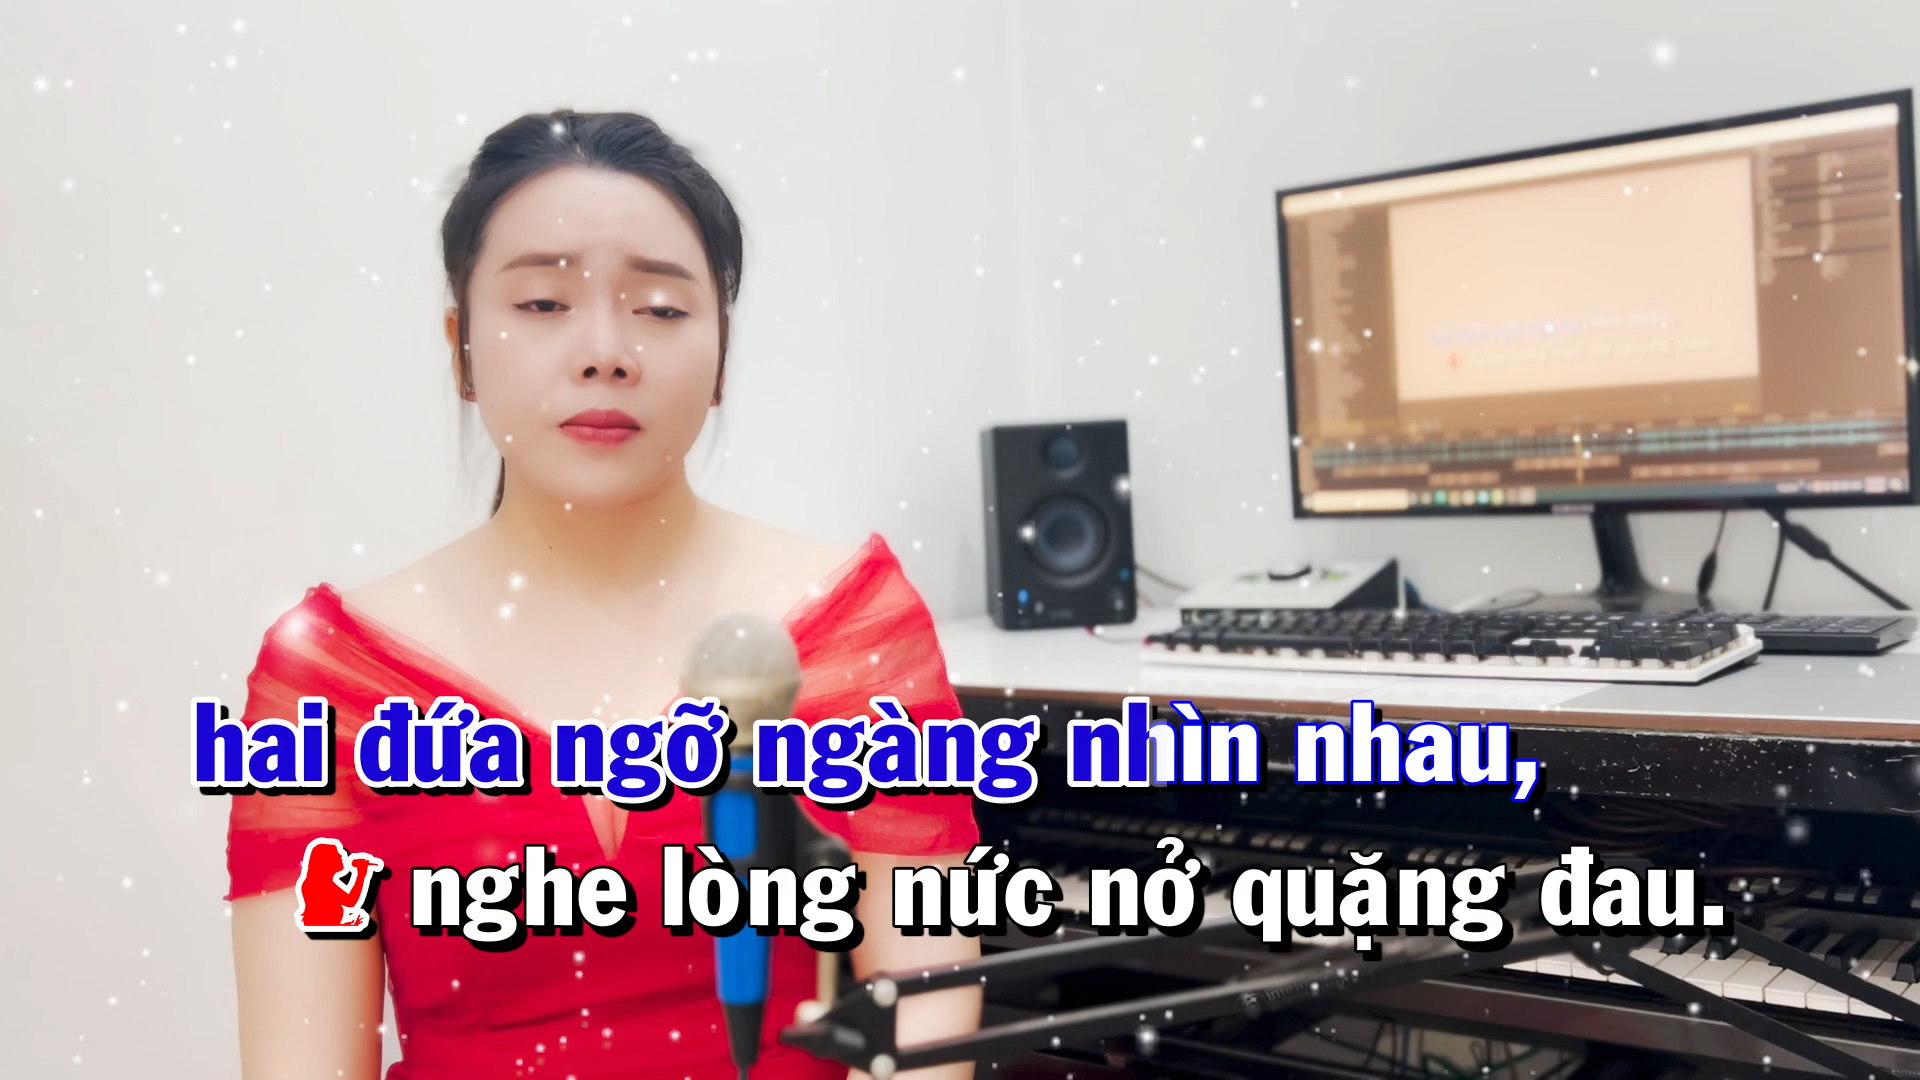 hai đứa ngỡ ngàng nhìn nhau,
nghe lòng nức nở quặng đau.